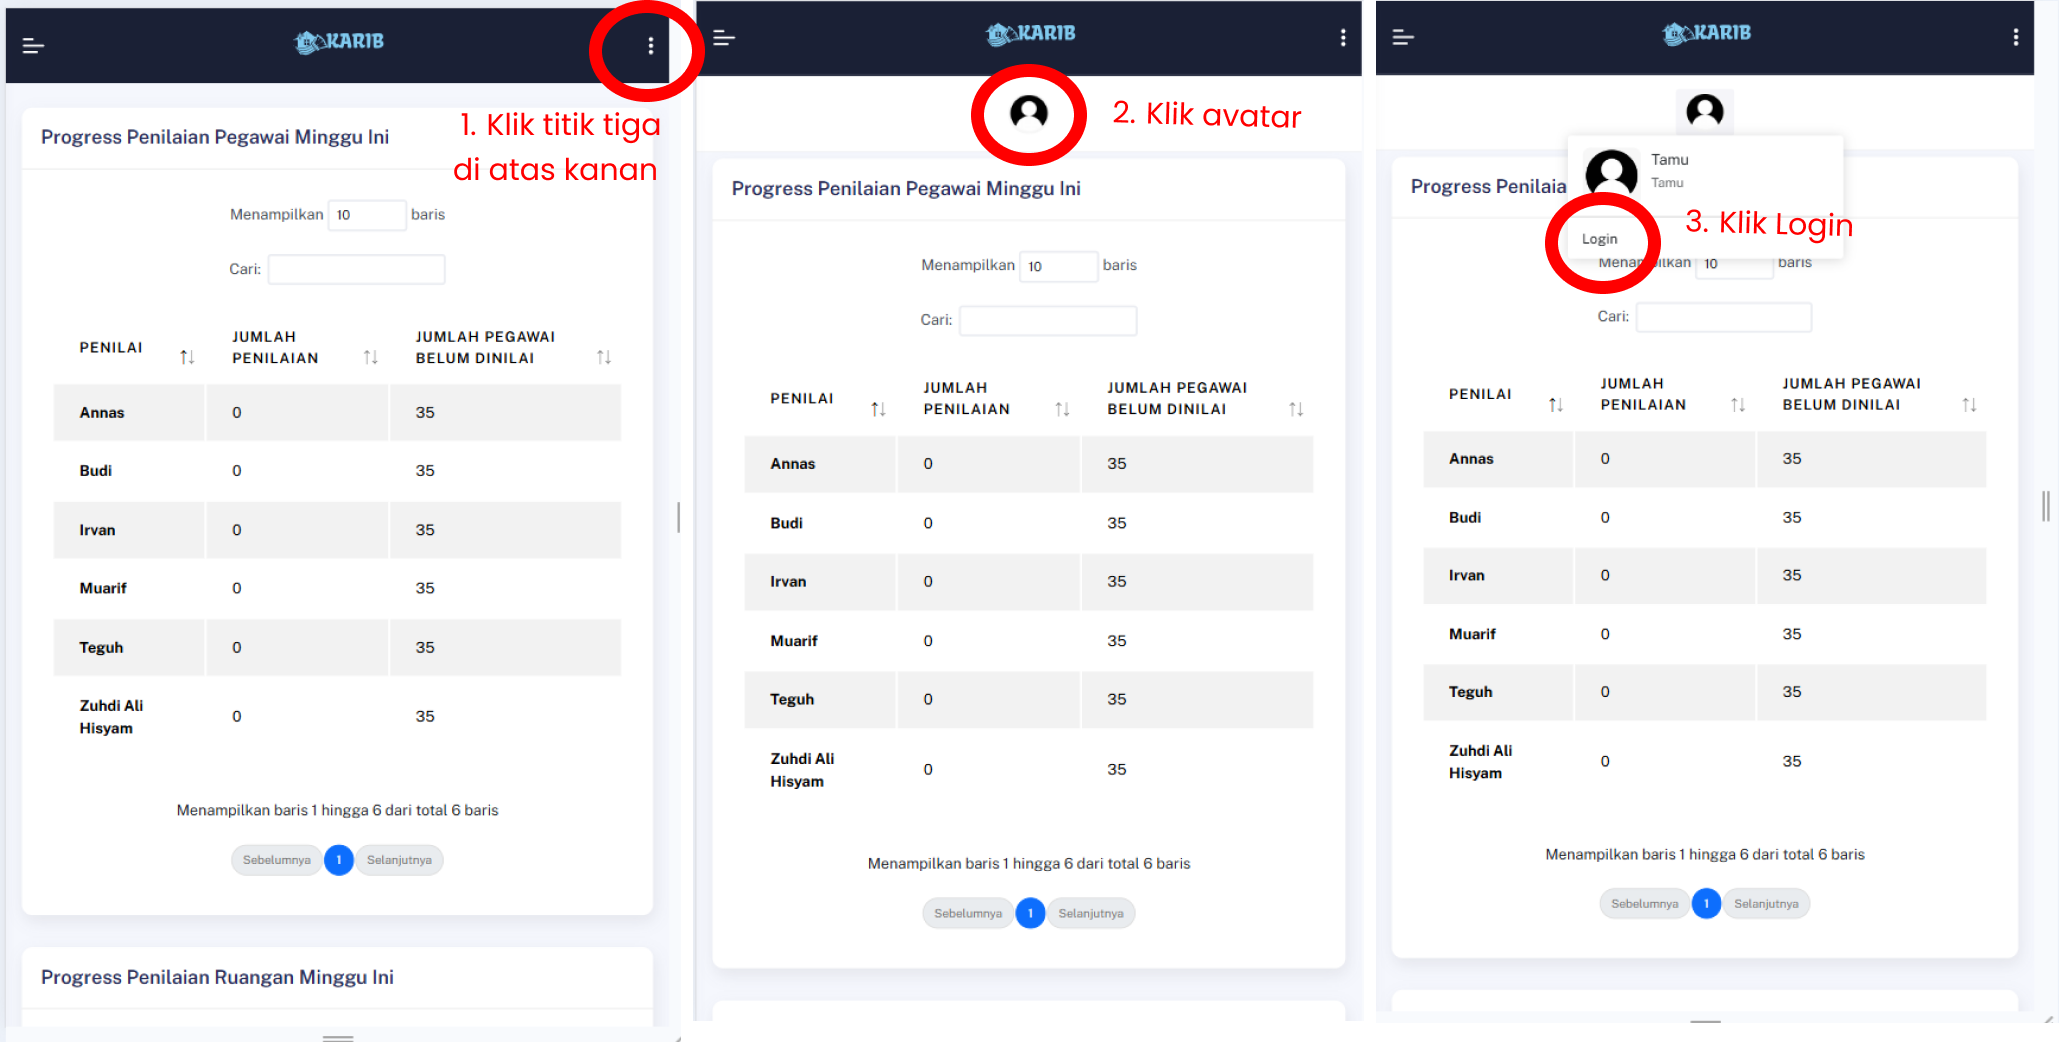 KARIB
1. Klik titik tiga
di atas kanan
Progress Penilaian Pegawai Minggu Ini
Menampilkan 10 baris
Cari:
PENILAI JUMLAH PENILAIAN JUMLAH PEGAWAI BELUM DINILAI
Annas 0 35
Budi 0 35
Irvan 0 35
Muarif 0 35
Teguh 0 35
Zuhdi Ali Hisyam 0 35
Menampilkan baris 1 hingga 6 dari total 6 baris
Sebelumnya 1 Selanjutnya
Progress Penilaian Ruangan Minggu Ini
KARIB
2. Klik avatar
Progress Penilaian Pegawai Minggu Ini
Menampilkan 10 baris
Cari:
PENILAI JUMLAH PENILAIAN JUMLAH PEGAWAI BELUM DINILAI
Annas 0 35
Budi 0 35
Irvan 0 35
Muarif 0 35
Teguh 0 35
Zuhdi Ali Hisyam 0 35
Menampilkan baris 1 hingga 6 dari total 6 baris
Sebelumnya 1 Selanjutnya
KARIB
Tamu
Tamu
Progress Penilaia
3. Klik Login
Login
Menampilkan 10 baris
Cari:
PENILAI JUMLAH PENILAIAN JUMLAH PEGAWAI BELUM DINILAI
Annas 0 35
Budi 0 35
Irvan 0 35
Muarif 0 35
Teguh 0 35
Zuhdi Ali Hisyam 0 35
Menampilkan baris 1 hingga 6 dari total 6 baris
Sebelumnya 1 Selanjutnya